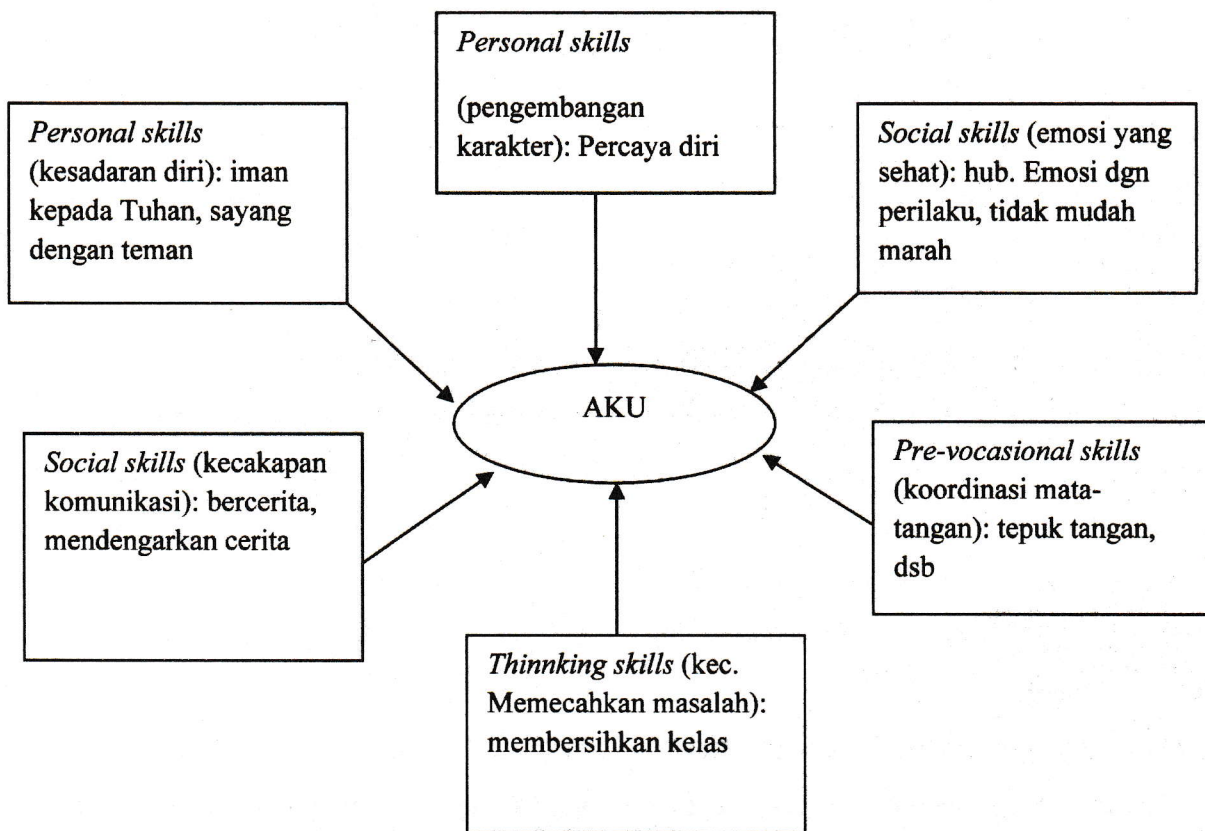 Personal skills
(pengembangan
karakter): Percaya diri
Personal skills
(kesadaran diri): iman
kepada Tuhan, sayang
dengan teman
Social skills (emosi yang
sehat): hub. Emosi dgn
perilaku, tidak mudah
marah
AKU
Social skills (kecakapan
komunikasi): bercerita,
mendengarkan cerita
Pre-vocasional skills
(koordinasi mata-
tangan): tepuk tangan,
dsb
Thinnking skills (kec.
Memecahkan masalah):
membersihkan kelas